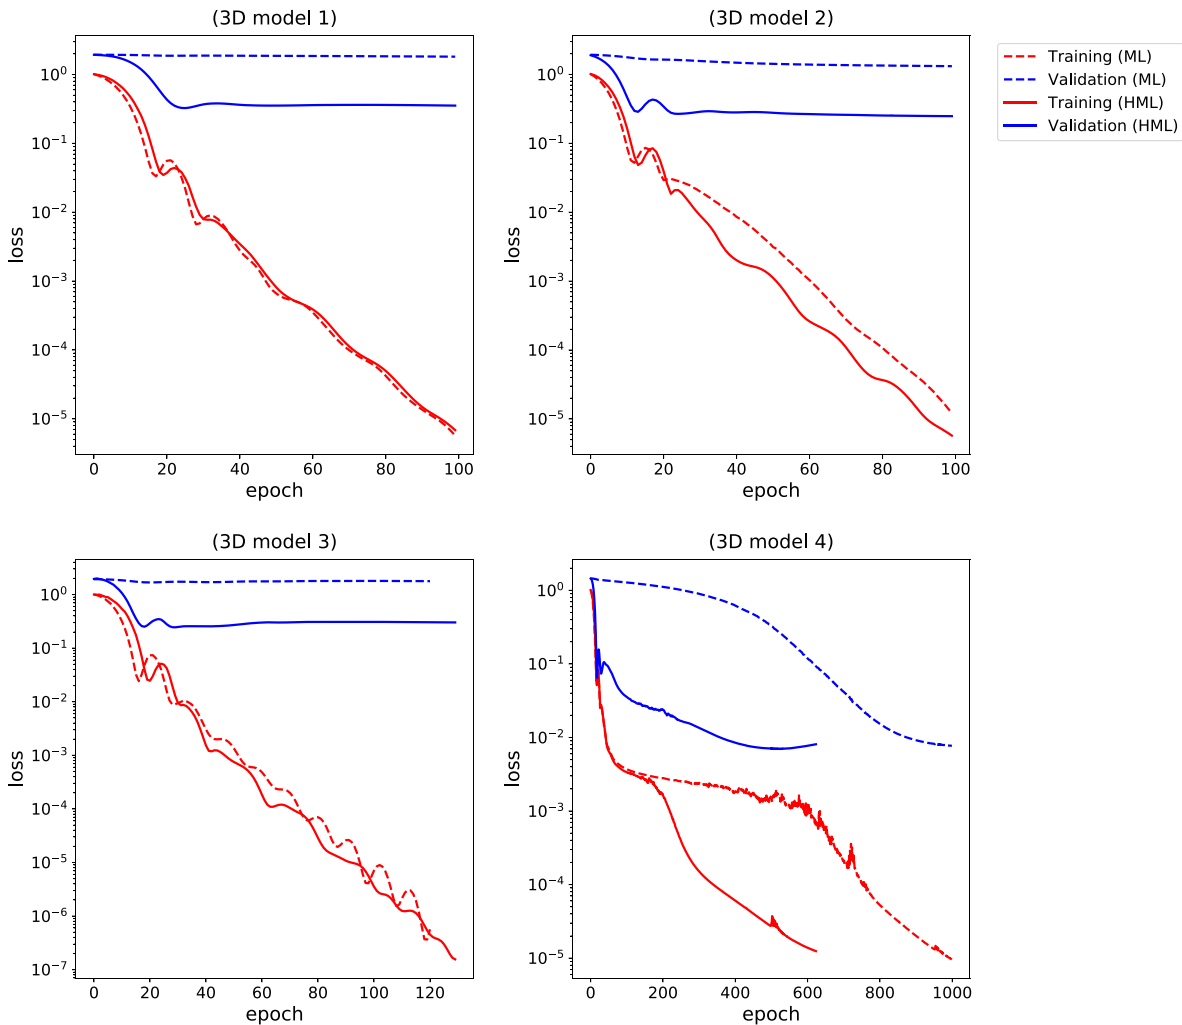 (3D model 1)
10⁰
10⁻¹
10⁻²
10⁻³
10⁻⁴
10⁻⁵
loss
0 20 40 60 80 100
epoch
(3D model 2)
10⁰
10⁻¹
10⁻²
10⁻³
10⁻⁴
10⁻⁵
loss
0 20 40 60 80 100
epoch
Training (ML)
Validation (ML)
Training (HML)
Validation (HML)
(3D model 3)
10⁰
10⁻¹
10⁻²
10⁻³
10⁻⁴
10⁻⁵
10⁻⁶
10⁻⁷
loss
0 20 40 60 80 100 120
epoch
(3D model 4)
10⁰
10⁻¹
10⁻²
10⁻³
10⁻⁴
10⁻⁵
loss
0 200 400 600 800 1000
epoch